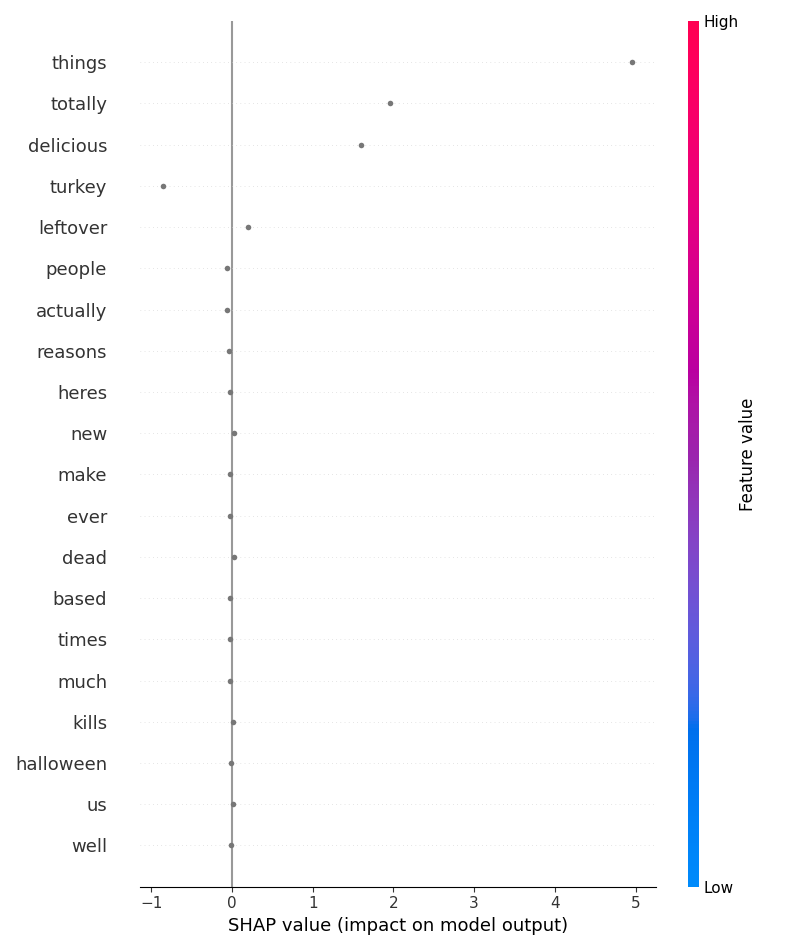 High
things
totally
delicious
turkey
leftover
people
actually
reasons
heres
new
make
ever
dead
based
times
much
kills
halloween
us
well
Feature value
Low
−1 0 1 2 3 4 5
SHAP value (impact on model output)